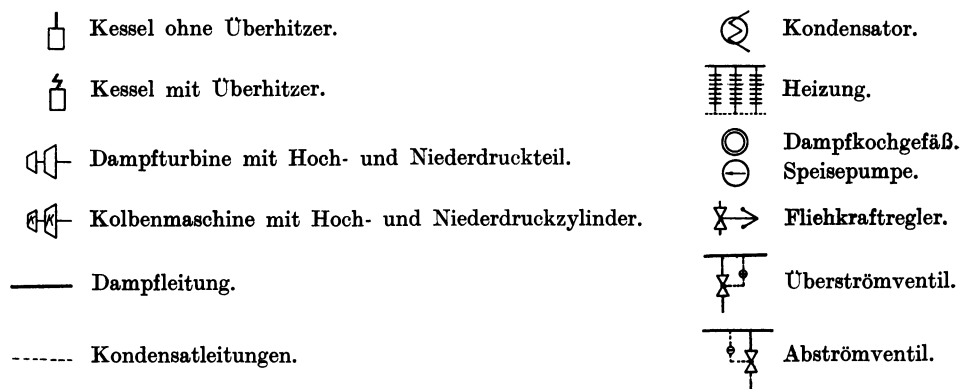 Kessel ohne Überhitzer.
Kessel mit Überhitzer.
Dampfturbine mit Hoch- und Niederdruckteil.
Kolbenmaschine mit Hoch- und Niederdruckzylinder.
Dampfleitung.
Kondensatleitungen.
Kondensator.
Heizung.
Dampfkochgefäß.
Speisepumpe.
Fliehkraftregler.
Überströmventil.
Abströmventil.